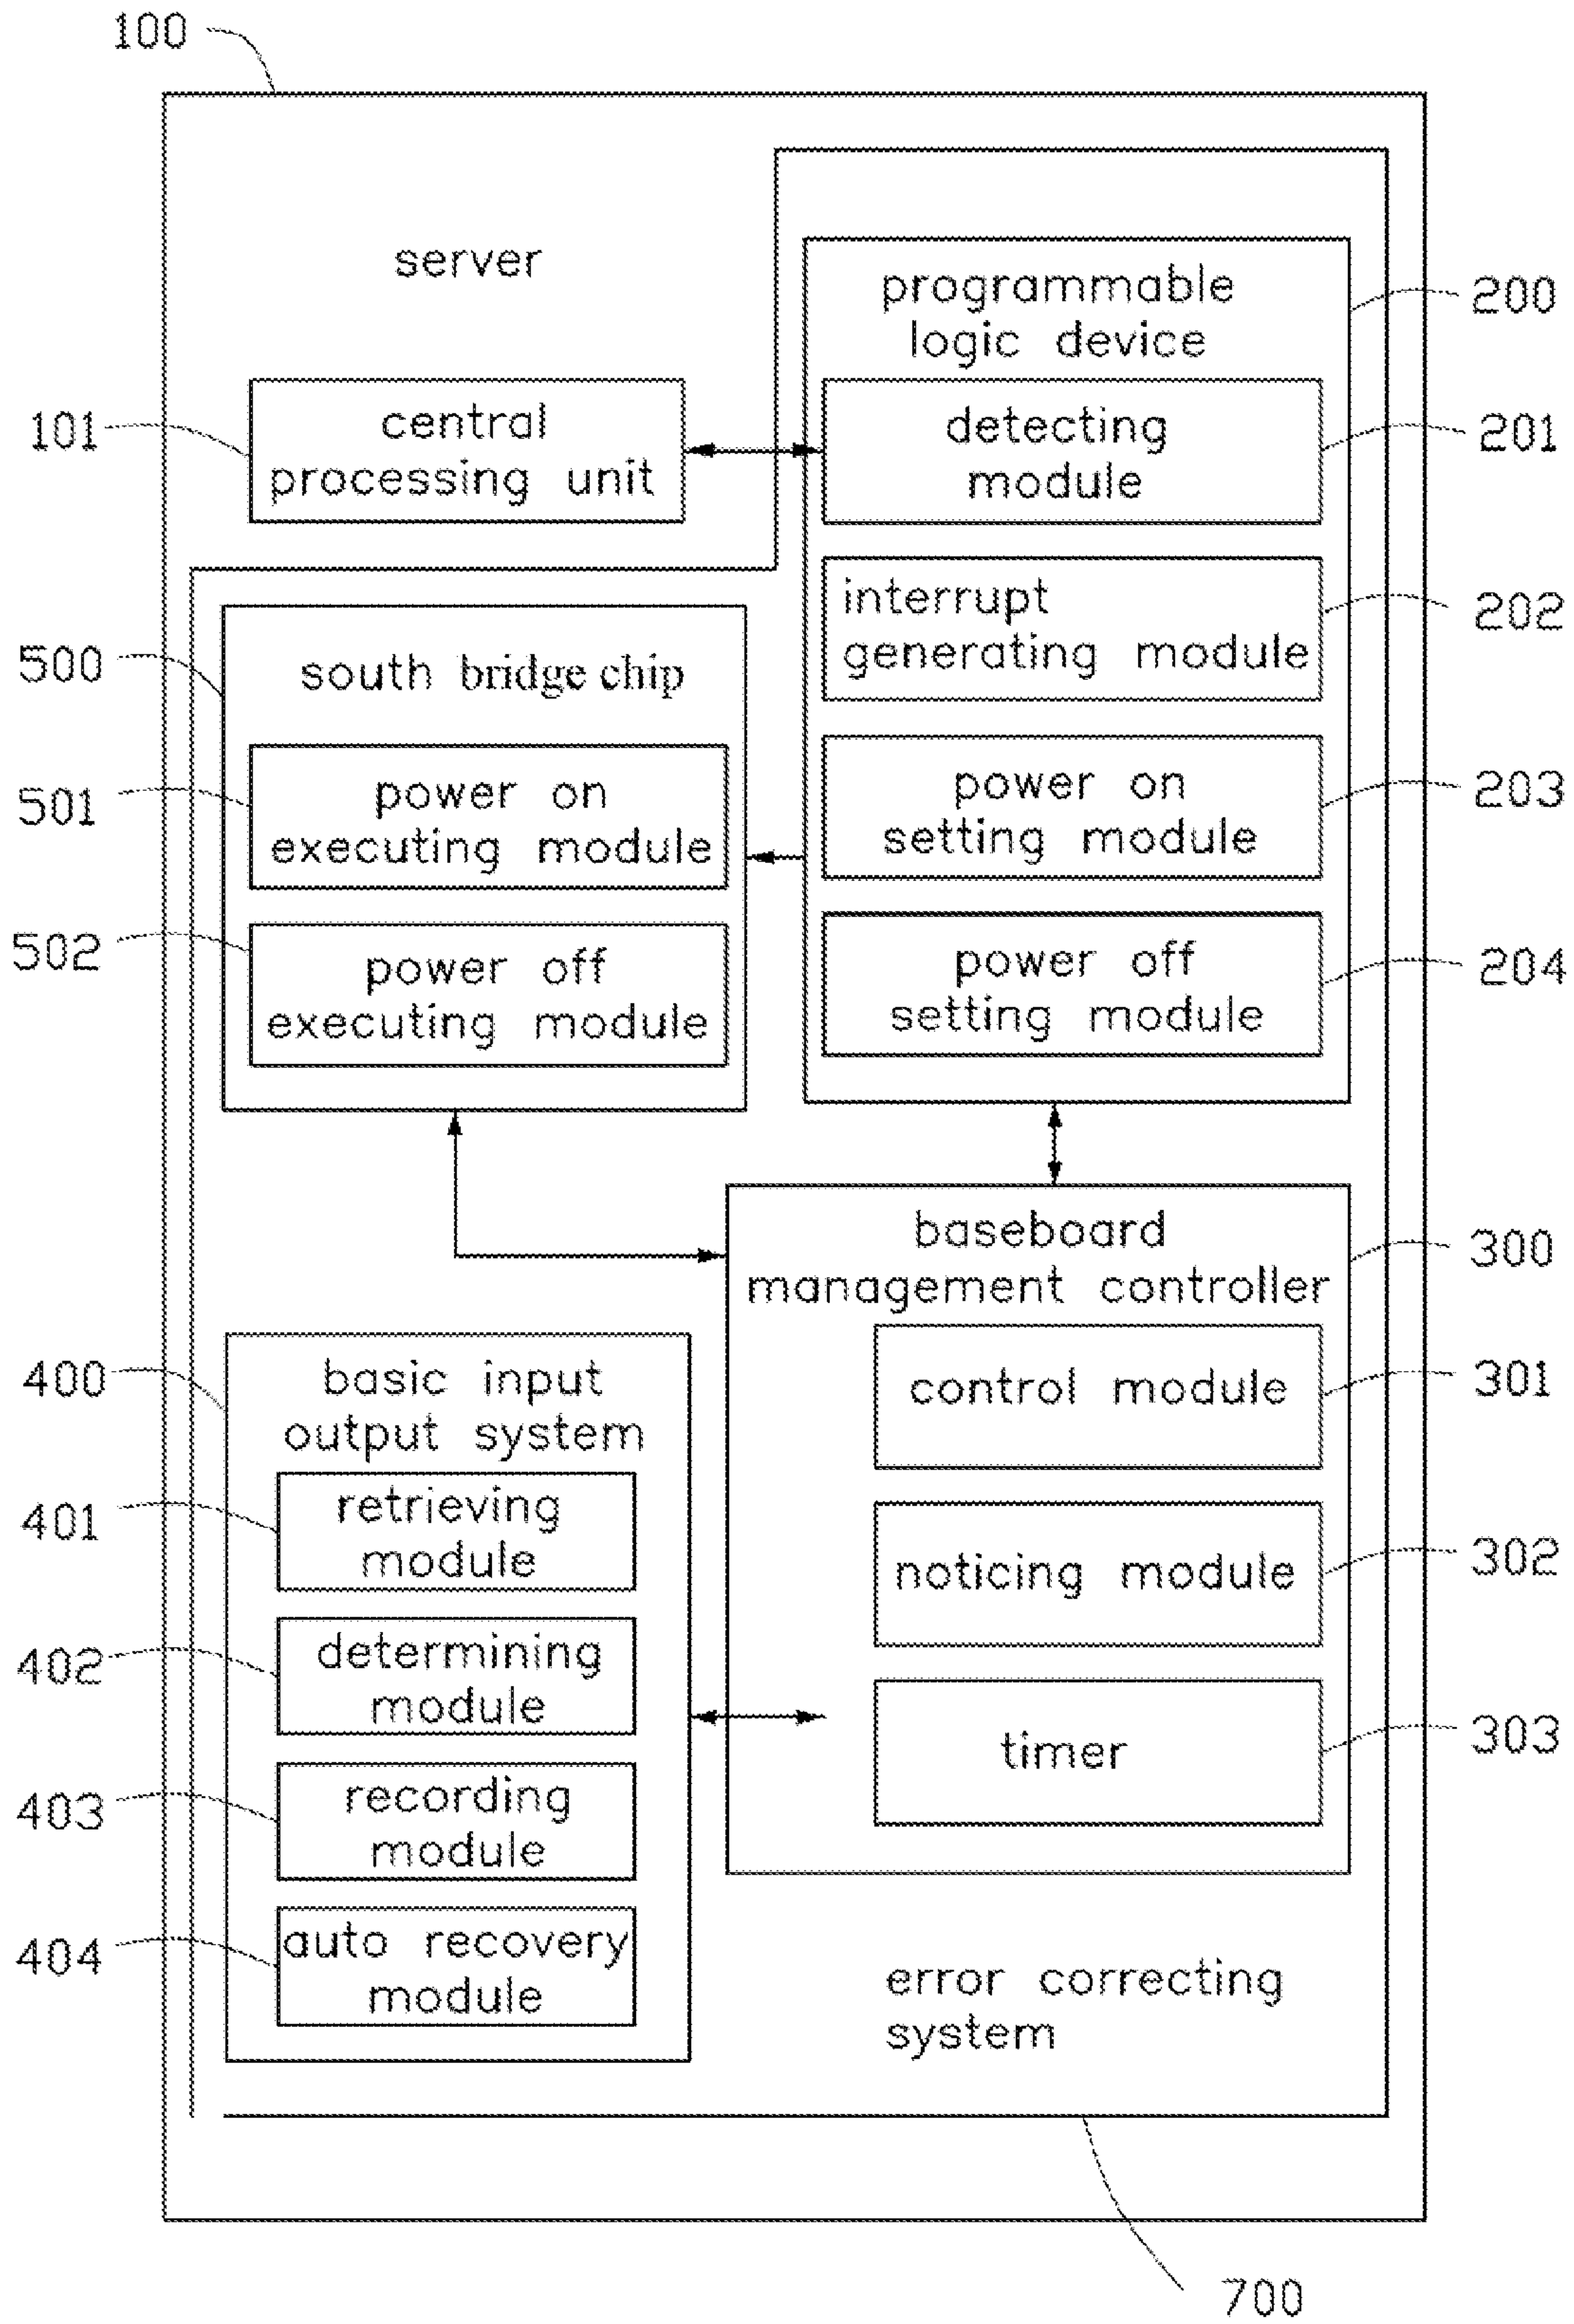 100
server
programmable
logic device
200
101
central
processing unit
detecting
module
201
interrupt
generating module
202
500
south bridge chip
501
power on
executing module
power on
setting module
203
502
power off
executing module
power off
setting module
204
baseboard
management controller
300
400
basic input
output system
control module
301
401
retrieving
module
noticing module
302
402
determining
module
timer
303
403
recording
module
404
auto recovery
module
error correcting
system
700